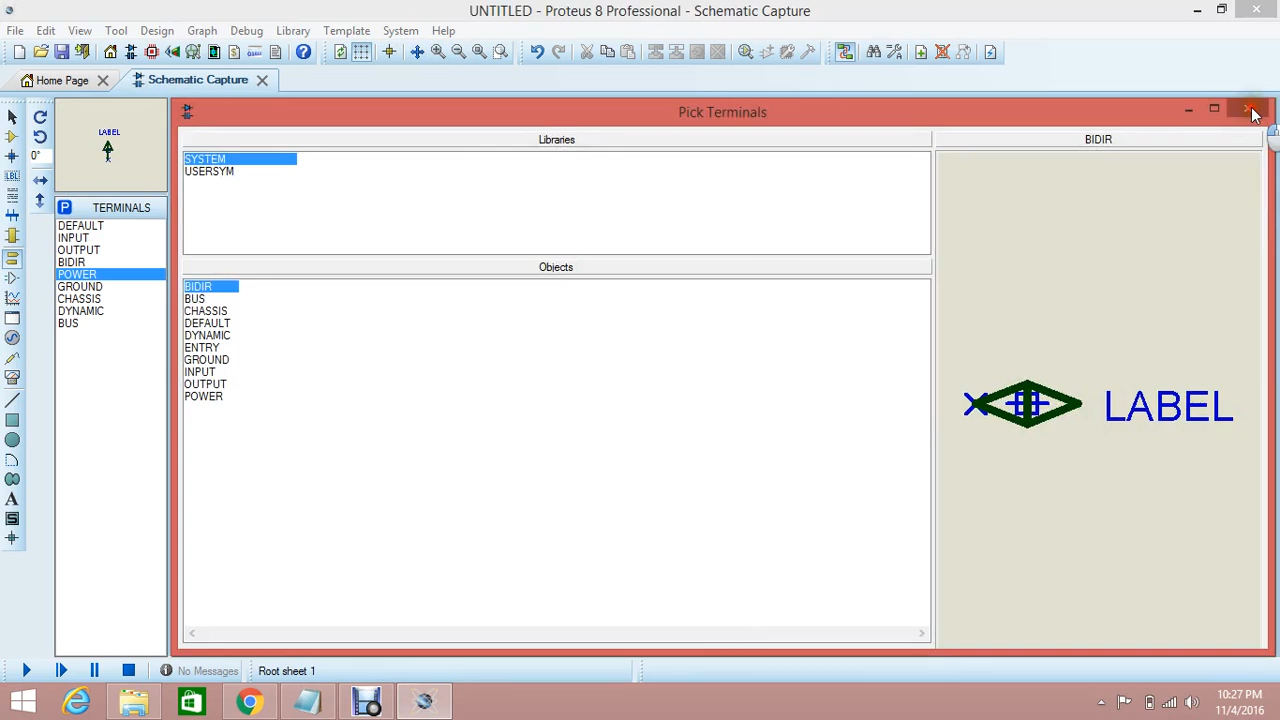 UNTITLED - Proteus 8 Professional - Schematic Capture
File Edit View Tool Design Graph Debug Library Template System Help
Home Page Schematic Capture
Pick Terminals
Libraries
BIDIR
LABEL
SYSTEM
USERSYM
0°
LBL
P TERMINALS
DEFAULT
INPUT
OUTPUT
BIDIR
POWER
GROUND
CHASSIS
DYNAMIC
BUS
Objects
BIDIR
BUS
CHASSIS
DEFAULT
DYNAMIC
ENTRY
GROUND
INPUT
OUTPUT
POWER
LABEL
A
S
No Messages Root sheet 1
10:27 PM
11/4/2016